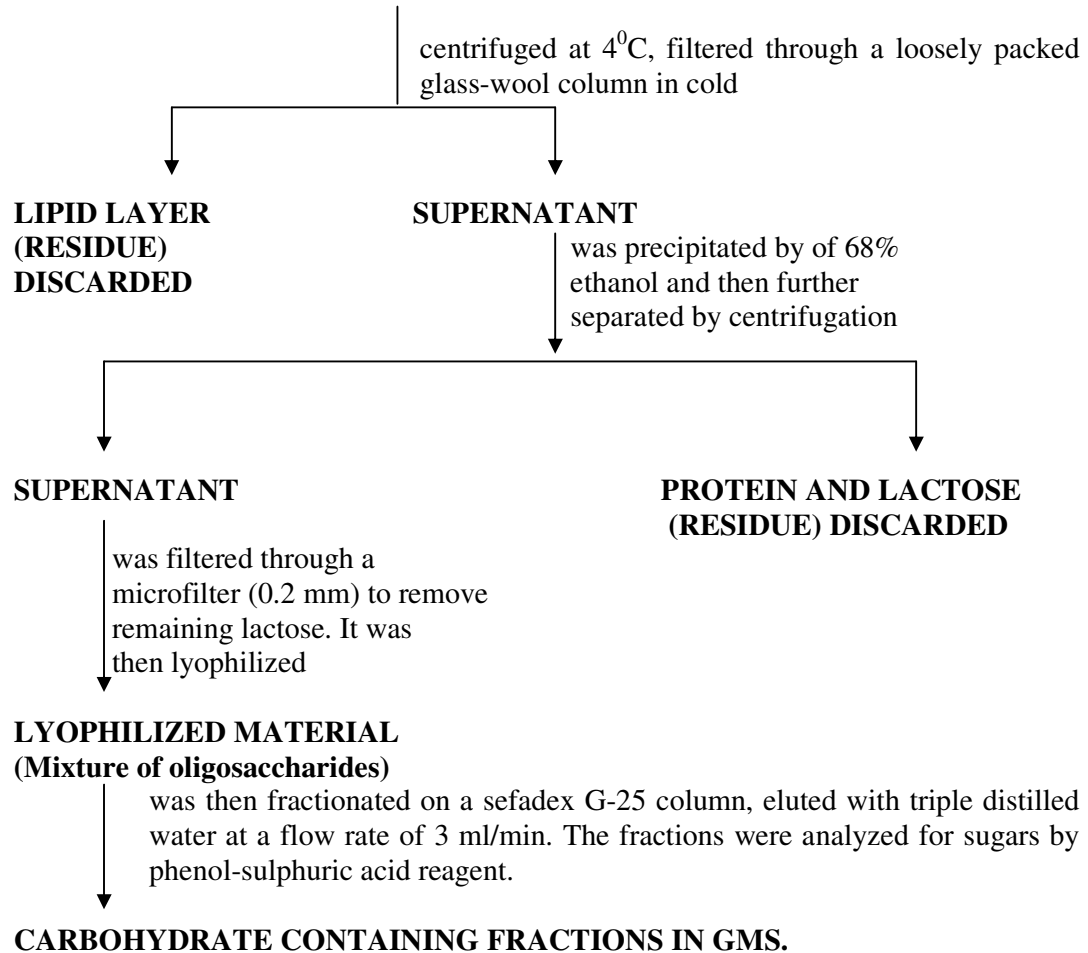 centrifuged at 4⁰C, filtered through a loosely packed
glass-wool column in cold
LIPID LAYER
(RESIDUE)
DISCARDED
SUPERNATANT
was precipitated by of 68%
ethanol and then further
separated by centrifugation
SUPERNATANT
PROTEIN AND LACTOSE
(RESIDUE) DISCARDED
was filtered through a
microfilter (0.2 mm) to remove
remaining lactose. It was
then lyophilized
LYOPHILIZED MATERIAL
(Mixture of oligosaccharides)
was then fractionated on a sefadex G-25 column, eluted with triple distilled
water at a flow rate of 3 ml/min. The fractions were analyzed for sugars by
phenol-sulphuric acid reagent.
CARBOHYDRATE CONTAINING FRACTIONS IN GMS.